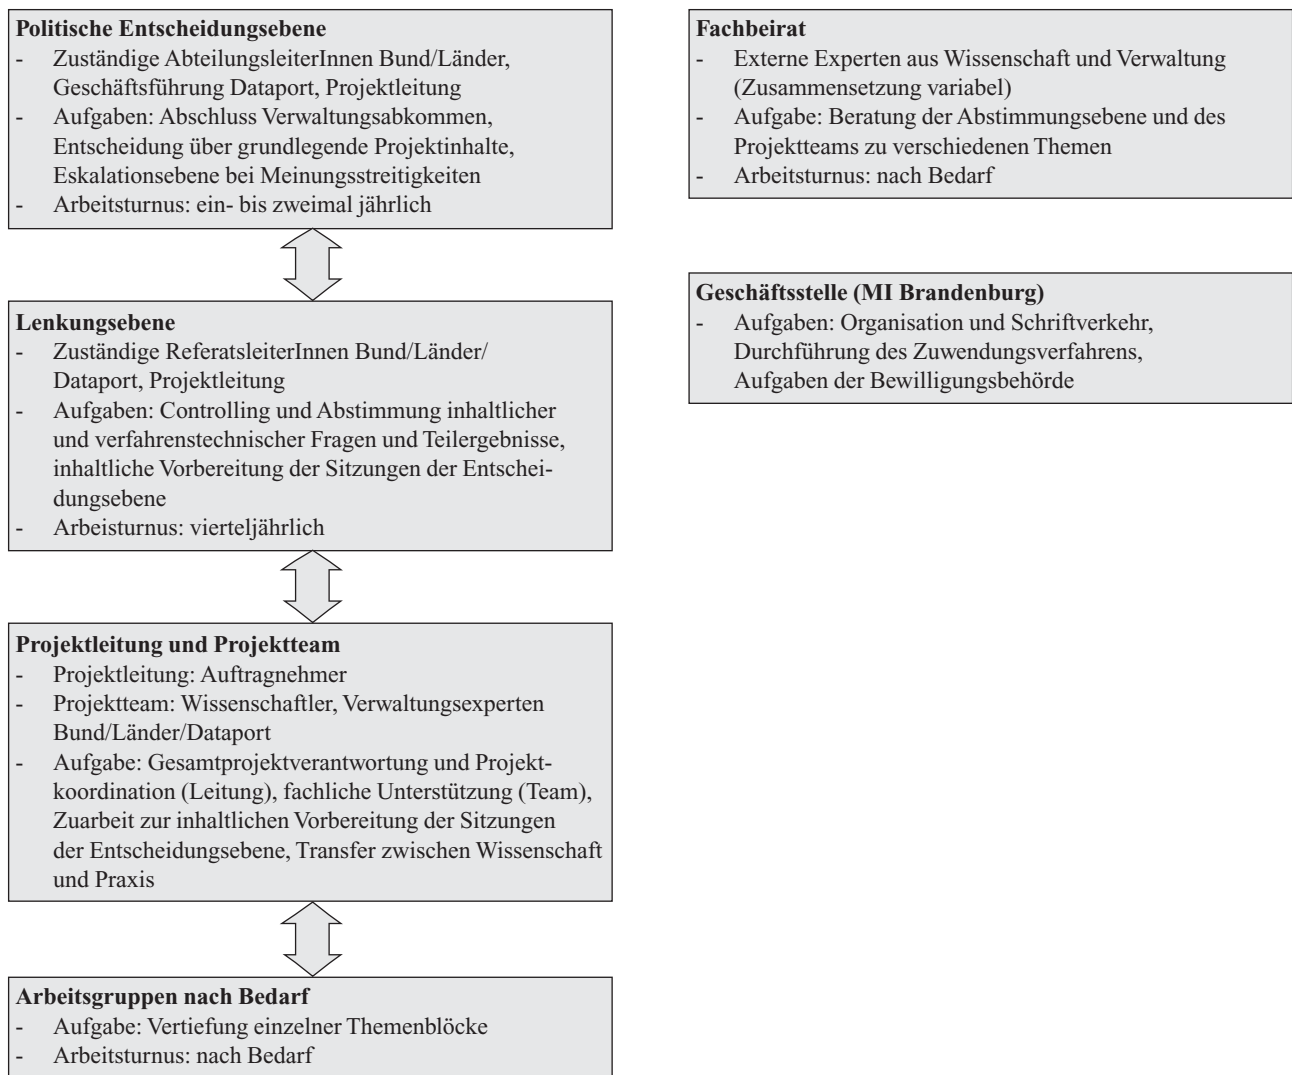 Politische Entscheidungsebene
- Zuständige AbteilungsleiterInnen Bund/Länder,
Geschäftsführung Dataport, Projektleitung
- Aufgaben: Abschluss Verwaltungsabkommen,
Entscheidung über grundlegende Projektinhalte,
Eskalationsebene bei Meinungsstreitigkeiten
- Arbeitsturnus: ein- bis zweimal jährlich
Lenkungsebene
- Zuständige ReferatsleiterInnen Bund/Länder/
Dataport, Projektleitung
- Aufgaben: Controlling und Abstimmung inhaltlicher
und verfahrenstechnischer Fragen und Teilergebnisse,
inhaltliche Vorbereitung der Sitzungen der Entschei-
dungsebene
- Arbeisturnus: vierteljährlich
Projektleitung und Projektteam
- Projektleitung: Auftragnehmer
- Projektteam: Wissenschaftler, Verwaltungsexperten
Bund/Länder/Dataport
- Aufgabe: Gesamtprojektverantwortung und Projekt-
koordination (Leitung), fachliche Unterstützung (Team),
Zuarbeit zur inhaltlichen Vorbereitung der Sitzungen
der Entscheidungsebene, Transfer zwischen Wissenschaft
und Praxis
Arbeitsgruppen nach Bedarf
- Aufgabe: Vertiefung einzelner Themenblöcke
- Arbeitsturnus: nach Bedarf
Fachbeirat
- Externe Experten aus Wissenschaft und Verwaltung
(Zusammensetzung variabel)
- Aufgabe: Beratung der Abstimmungsebene und des
Projektteams zu verschiedenen Themen
- Arbeitsturnus: nach Bedarf
Geschäftsstelle (MI Brandenburg)
- Aufgaben: Organisation und Schriftverkehr,
Durchführung des Zuwendungsverfahrens,
Aufgaben der Bewilligungsbehörde